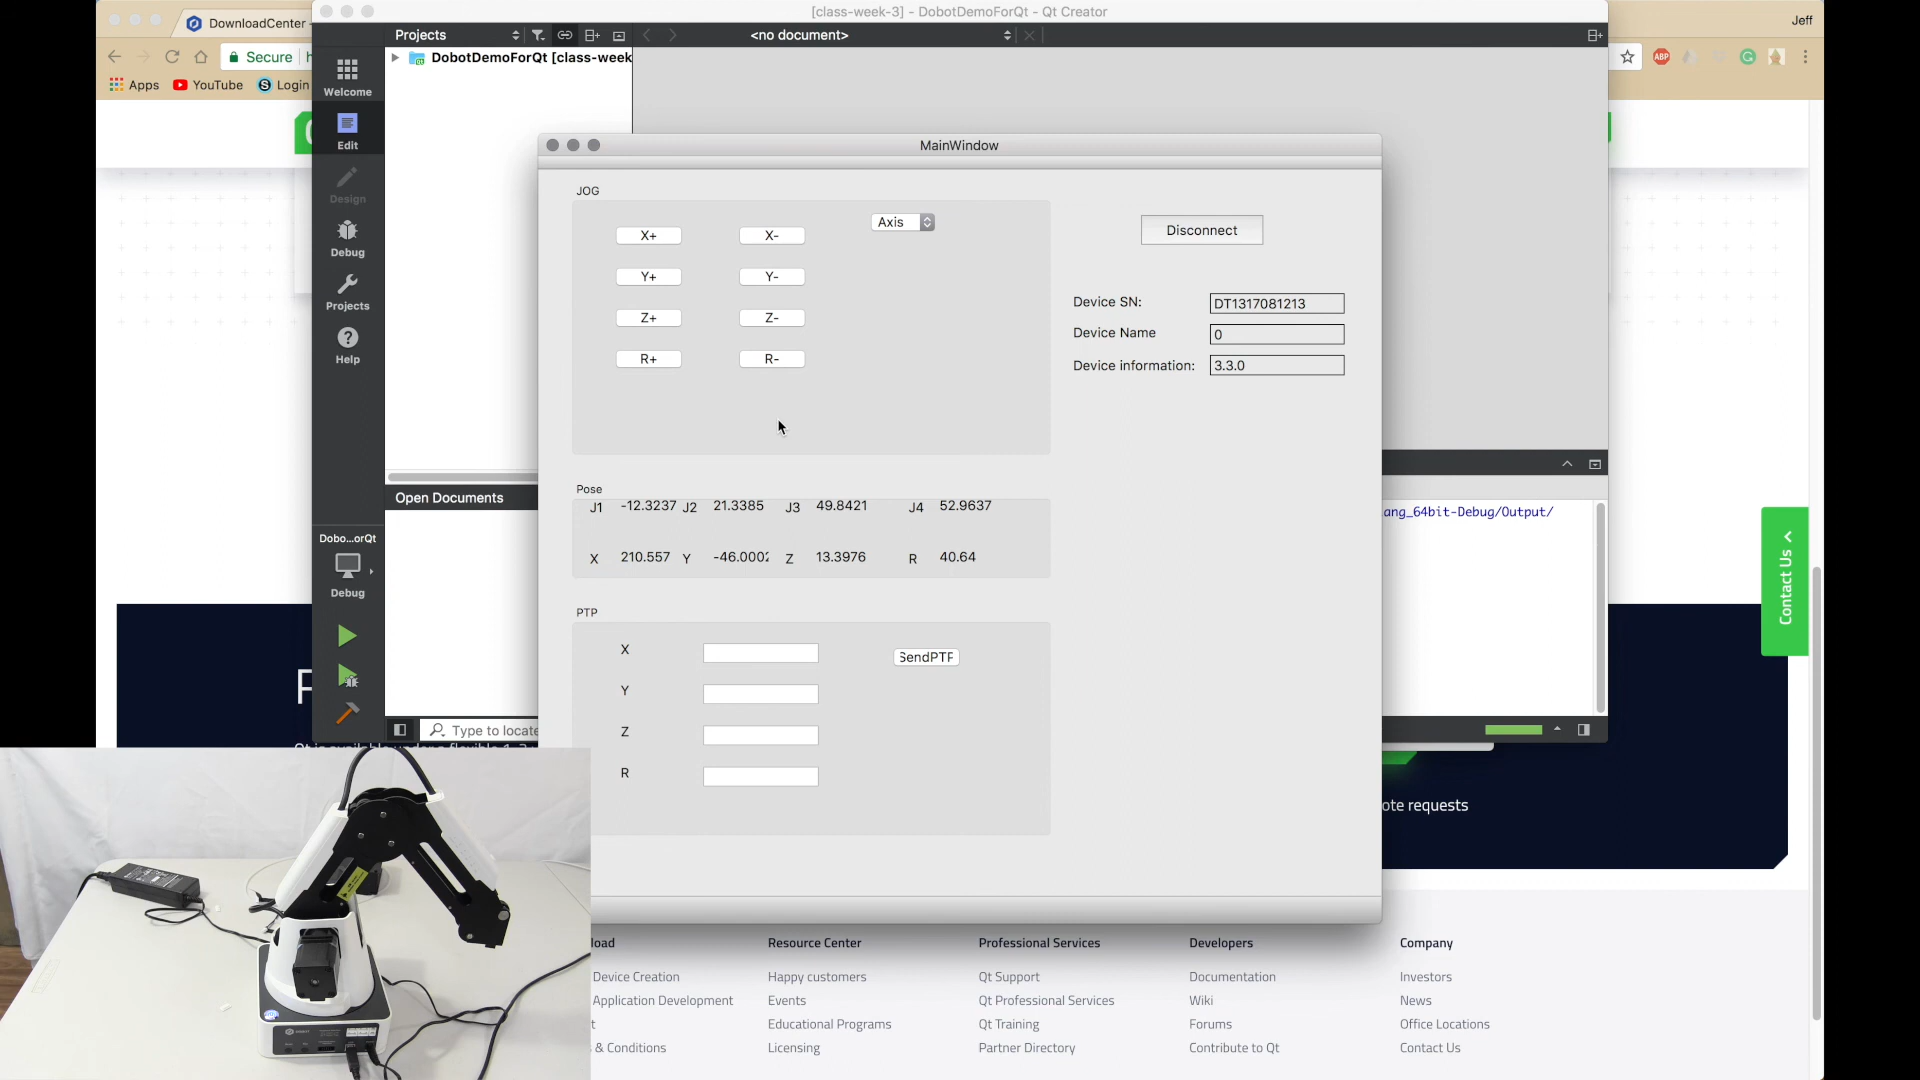 DownloadCenter
[class-week-3] - DobotDemoForQt - Qt Creator
Jeff
Projects
<no document>
Secure
DobotDemoForQt [class-week
ABP
Apps
YouTube
Login
Welcome
Edit
Design
Debug
Projects
Help
Dobo...orQt
Debug
Open Documents
Type to locate
MainWindow
JOG
X+ X- Axis
Y+ Y-
Z+ Z-
R+ R-
Disconnect
Device SN: DT1317081213
Device Name 0
Device information: 3.3.0
Pose
J1 -12.3237 J2 21.3385 J3 49.8421 J4 52.9637
X 210.557 Y -46.0002 Z 13.3976 R 40.64
PTP
X SendPTP
Y
Z
R
ang_64bit-Debug/Output/
Contact Us
ote requests
load
Device Creation
Application Development
t
& Conditions
Resource Center
Happy customers
Events
Educational Programs
Licensing
Professional Services
Qt Support
Qt Professional Services
Qt Training
Partner Directory
Developers
Documentation
Wiki
Forums
Contribute to Qt
Company
Investors
News
Office Locations
Contact Us